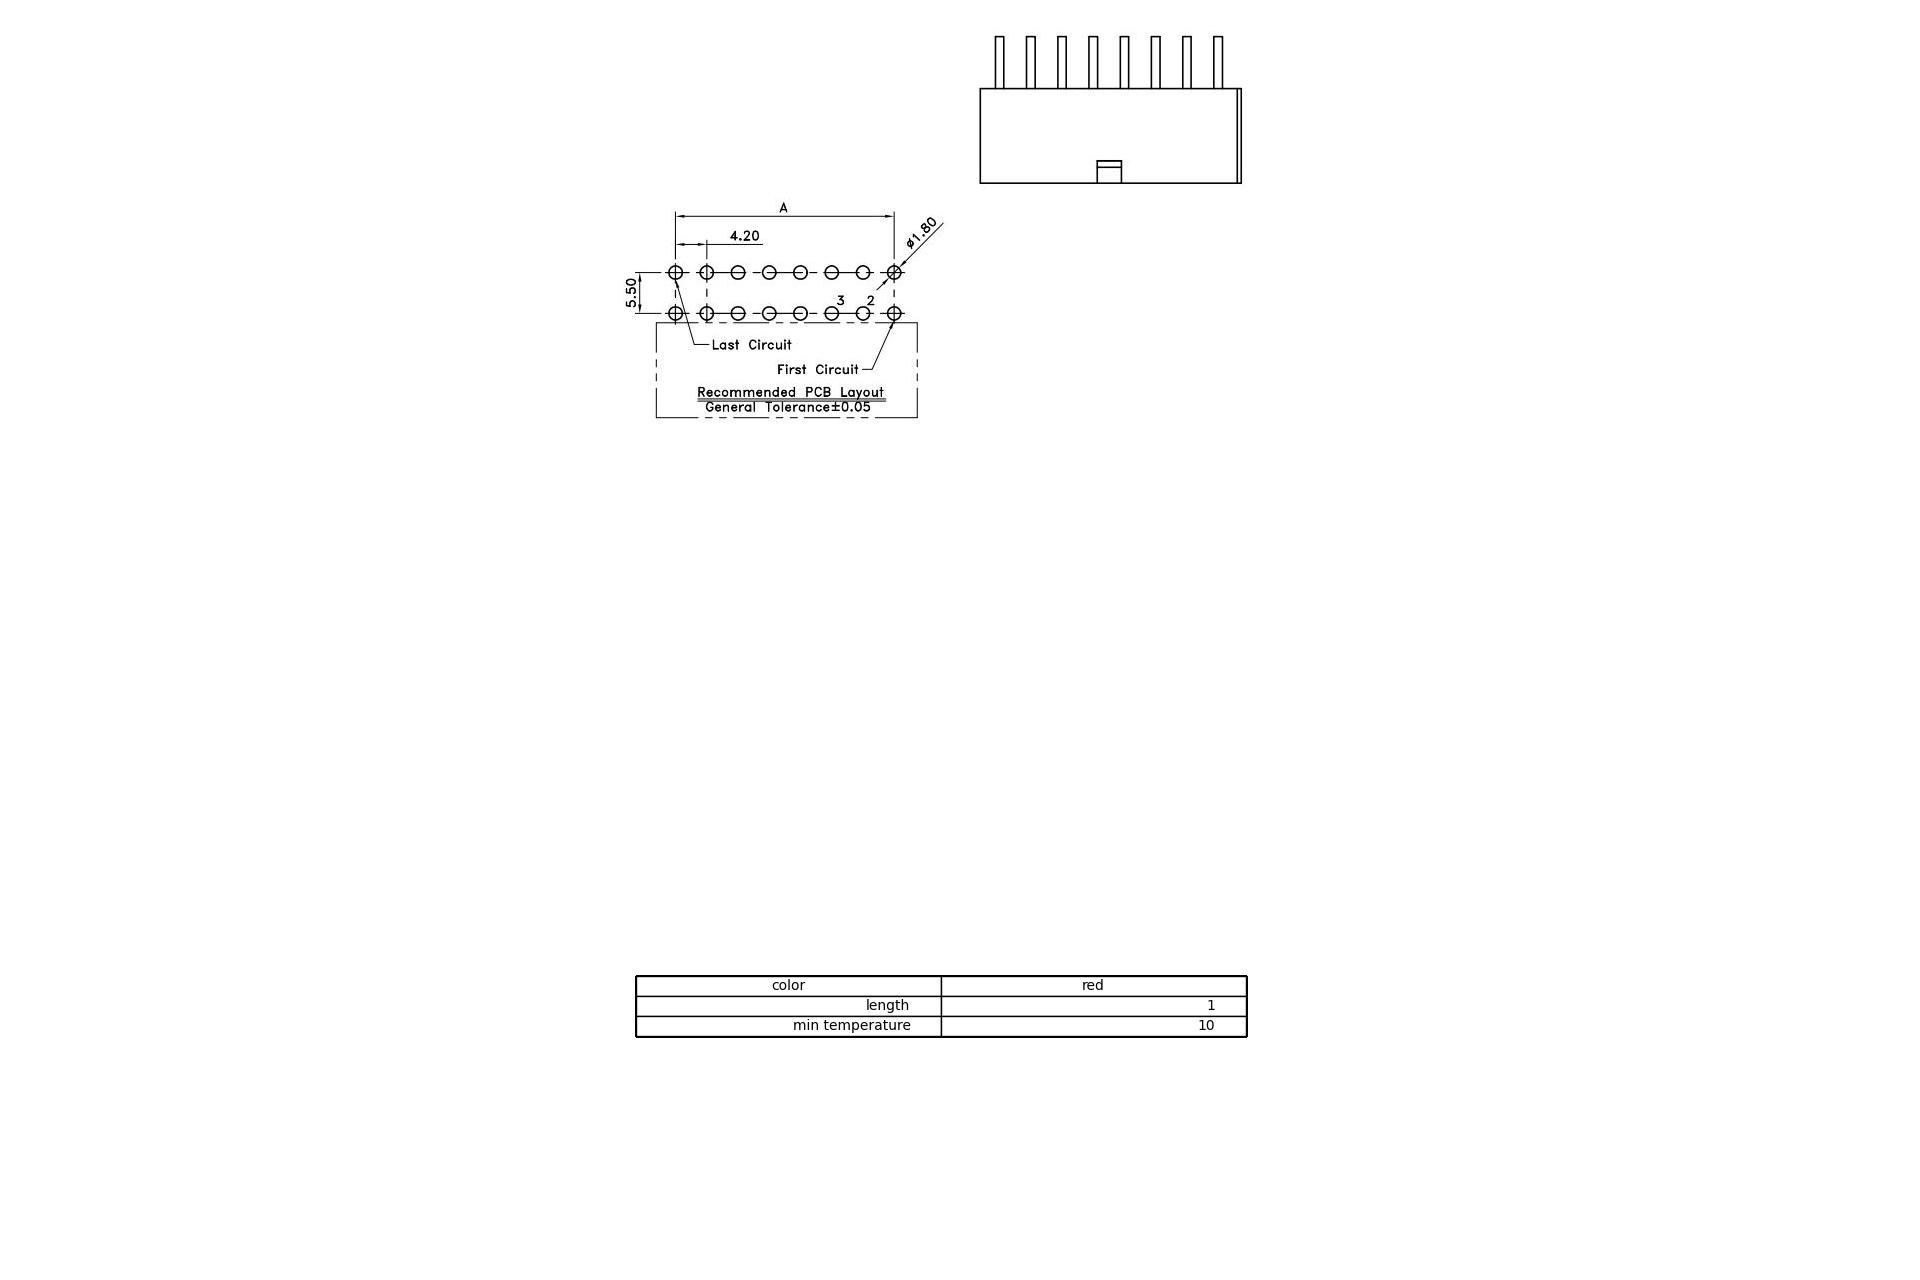 A
4.20
ø1.80
5.50
3 2
Last Circuit
First Circuit
Recommended PCB Layout
General Tolerance±0.05
color red
length 1
min temperature 10